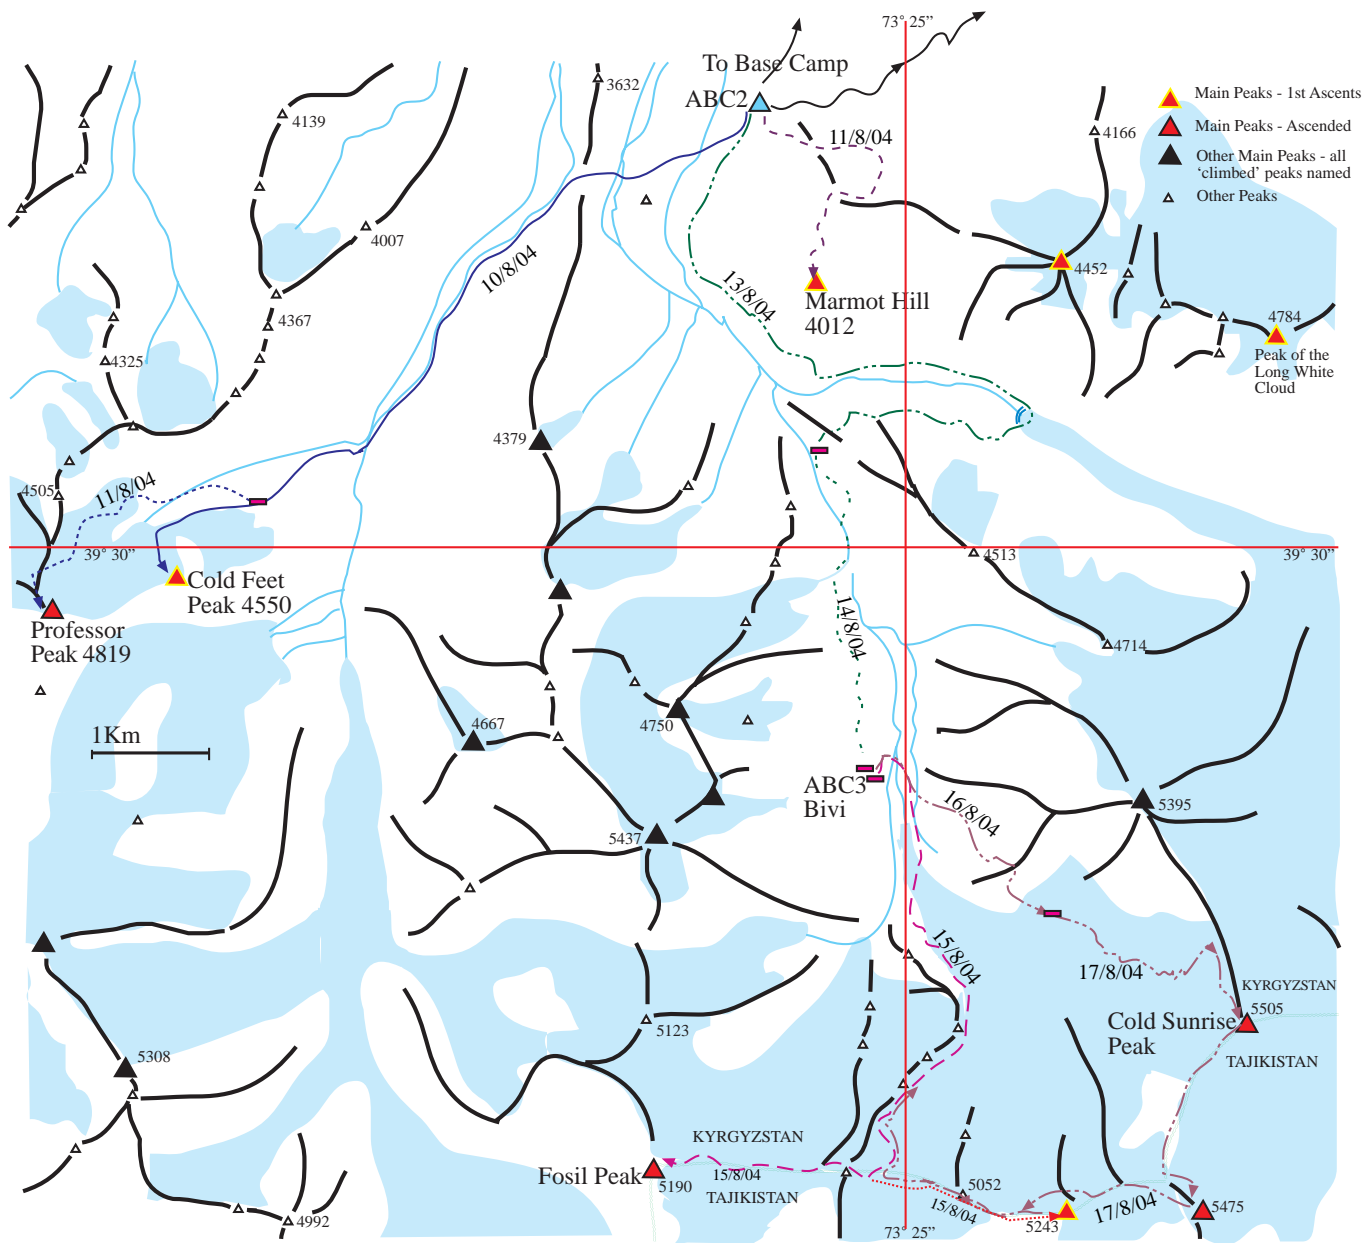 73° 25”
To Base Camp
ABC2
3632
4139
11/8/04
4166
Main Peaks - 1st Ascents
Main Peaks - Ascended
Other Main Peaks - all
‘climbed’ peaks named
Other Peaks
4007
10/8/04
4452
13/8/04
Marmot Hill
4012
4367
4784
Peak of the
Long White
Cloud
4325
4379
4505
11/8/04
39° 30”
4513
39° 30”
Cold Feet
Peak 4550
Professor
Peak 4819
14/8/04
4714
1Km
4667
4750
ABC3
Bivi
16/8/04
5395
5437
15/8/04
17/8/04
KYRGYZSTAN
5505
Cold Sunrise
Peak
TAJIKISTAN
5123
5308
KYRGYZSTAN
Fosil Peak
5190
15/8/04
TAJIKISTAN
5052
15/8/04
5243
17/8/04
5475
4992
73° 25”